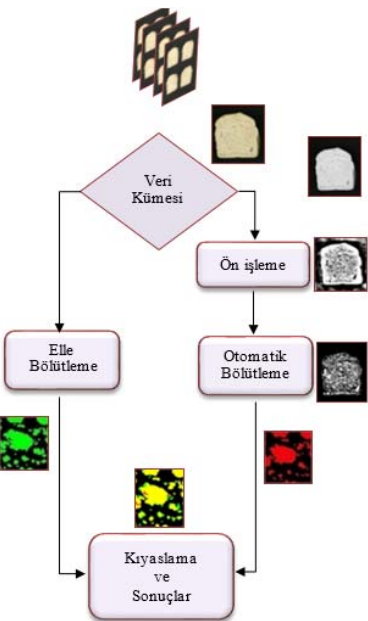 Veri
Kümesi
Ön işleme
Elle
Bölütleme
Otomatik
Bölütleme
Kıyaslama
ve
Sonuçlar